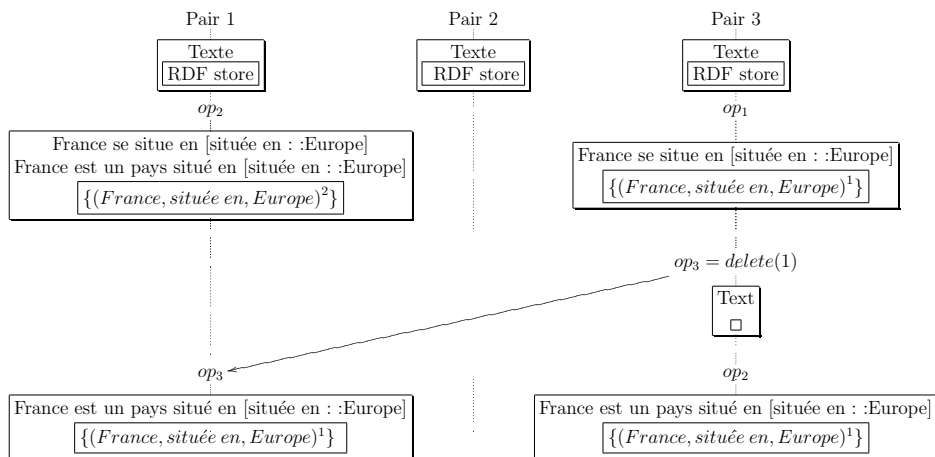 Pair 1 Pair 2 Pair 3
Texte Texte Texte
RDF store RDF store RDF store
op₂ op₁
France se situe en [située en : :Europe]
France est un pays situé en [située en : :Europe]
{(France, située en, Europe)²}
France se situe en [située en : :Europe]
{(France, située en, Europe)¹}
op₃ = delete(1)
Text
op₃ op₂
France est un pays situé en [située en : :Europe] France est un pays situé en [située en : :Europe]
{(France, située en, Europe)¹} {(France, située en, Europe)¹}